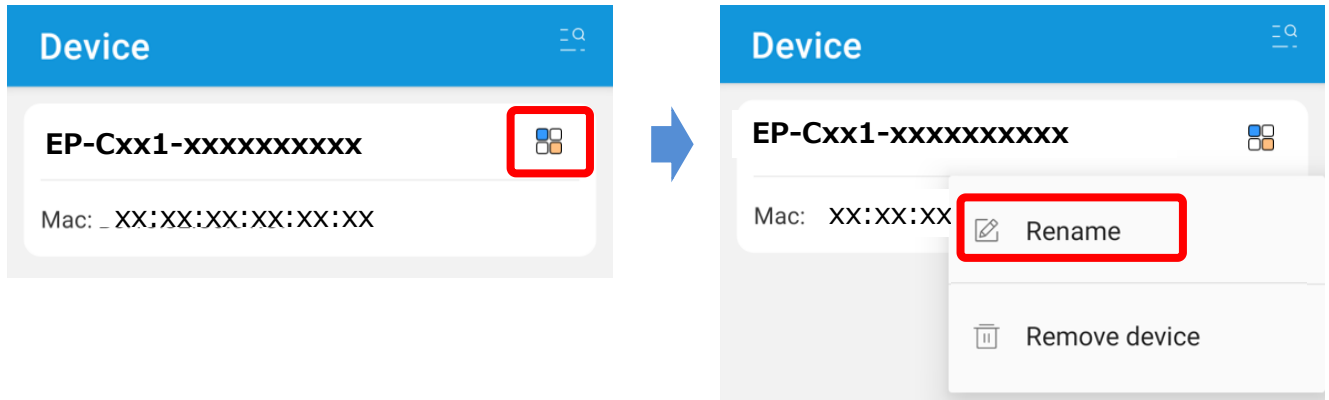 Device
EP-Cxx1-xxxxxxxxxx
Mac: xx:xx:xx:xx:xx:xx
Device
EP-Cxx1-xxxxxxxxxx
Mac: xx:xx:xx
Rename
Remove device